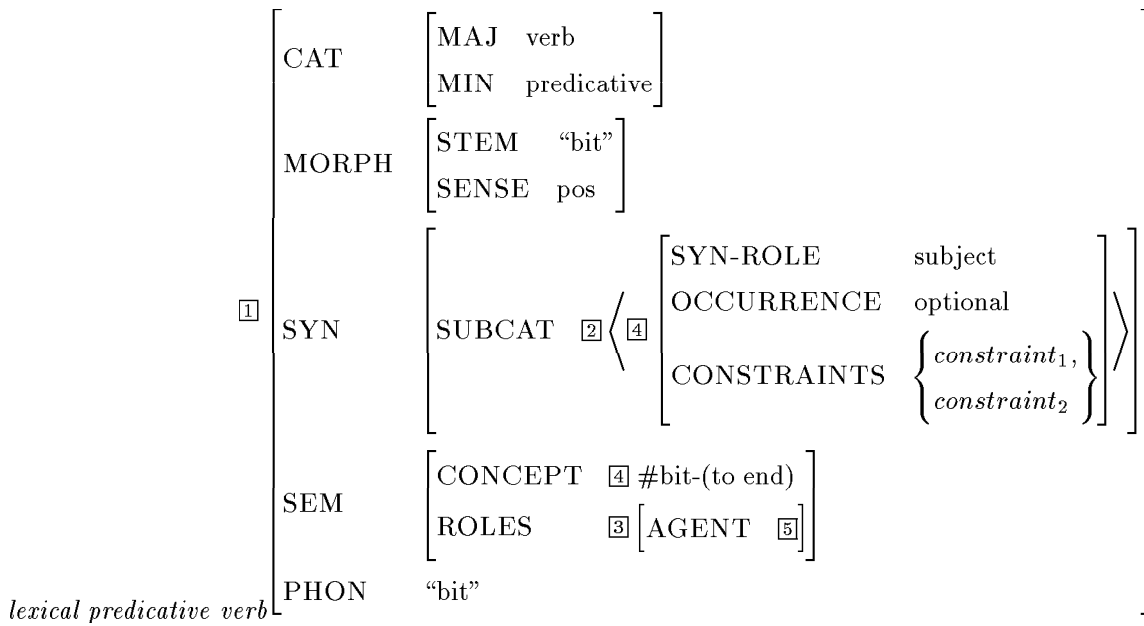 CAT MAJ verb
MIN predicative
MORPH STEM “bit”
SENSE pos
1 SYN SUBCAT 2 ⟨ 4 SYN-ROLE subject
OCCURRENCE optional
CONSTRAINTS { constraint₁,
constraint₂ } ⟩
SEM CONCEPT 4 #bit-(to end)
ROLES 3 [AGENT 5]
PHON “bit”
lexical predicative verb